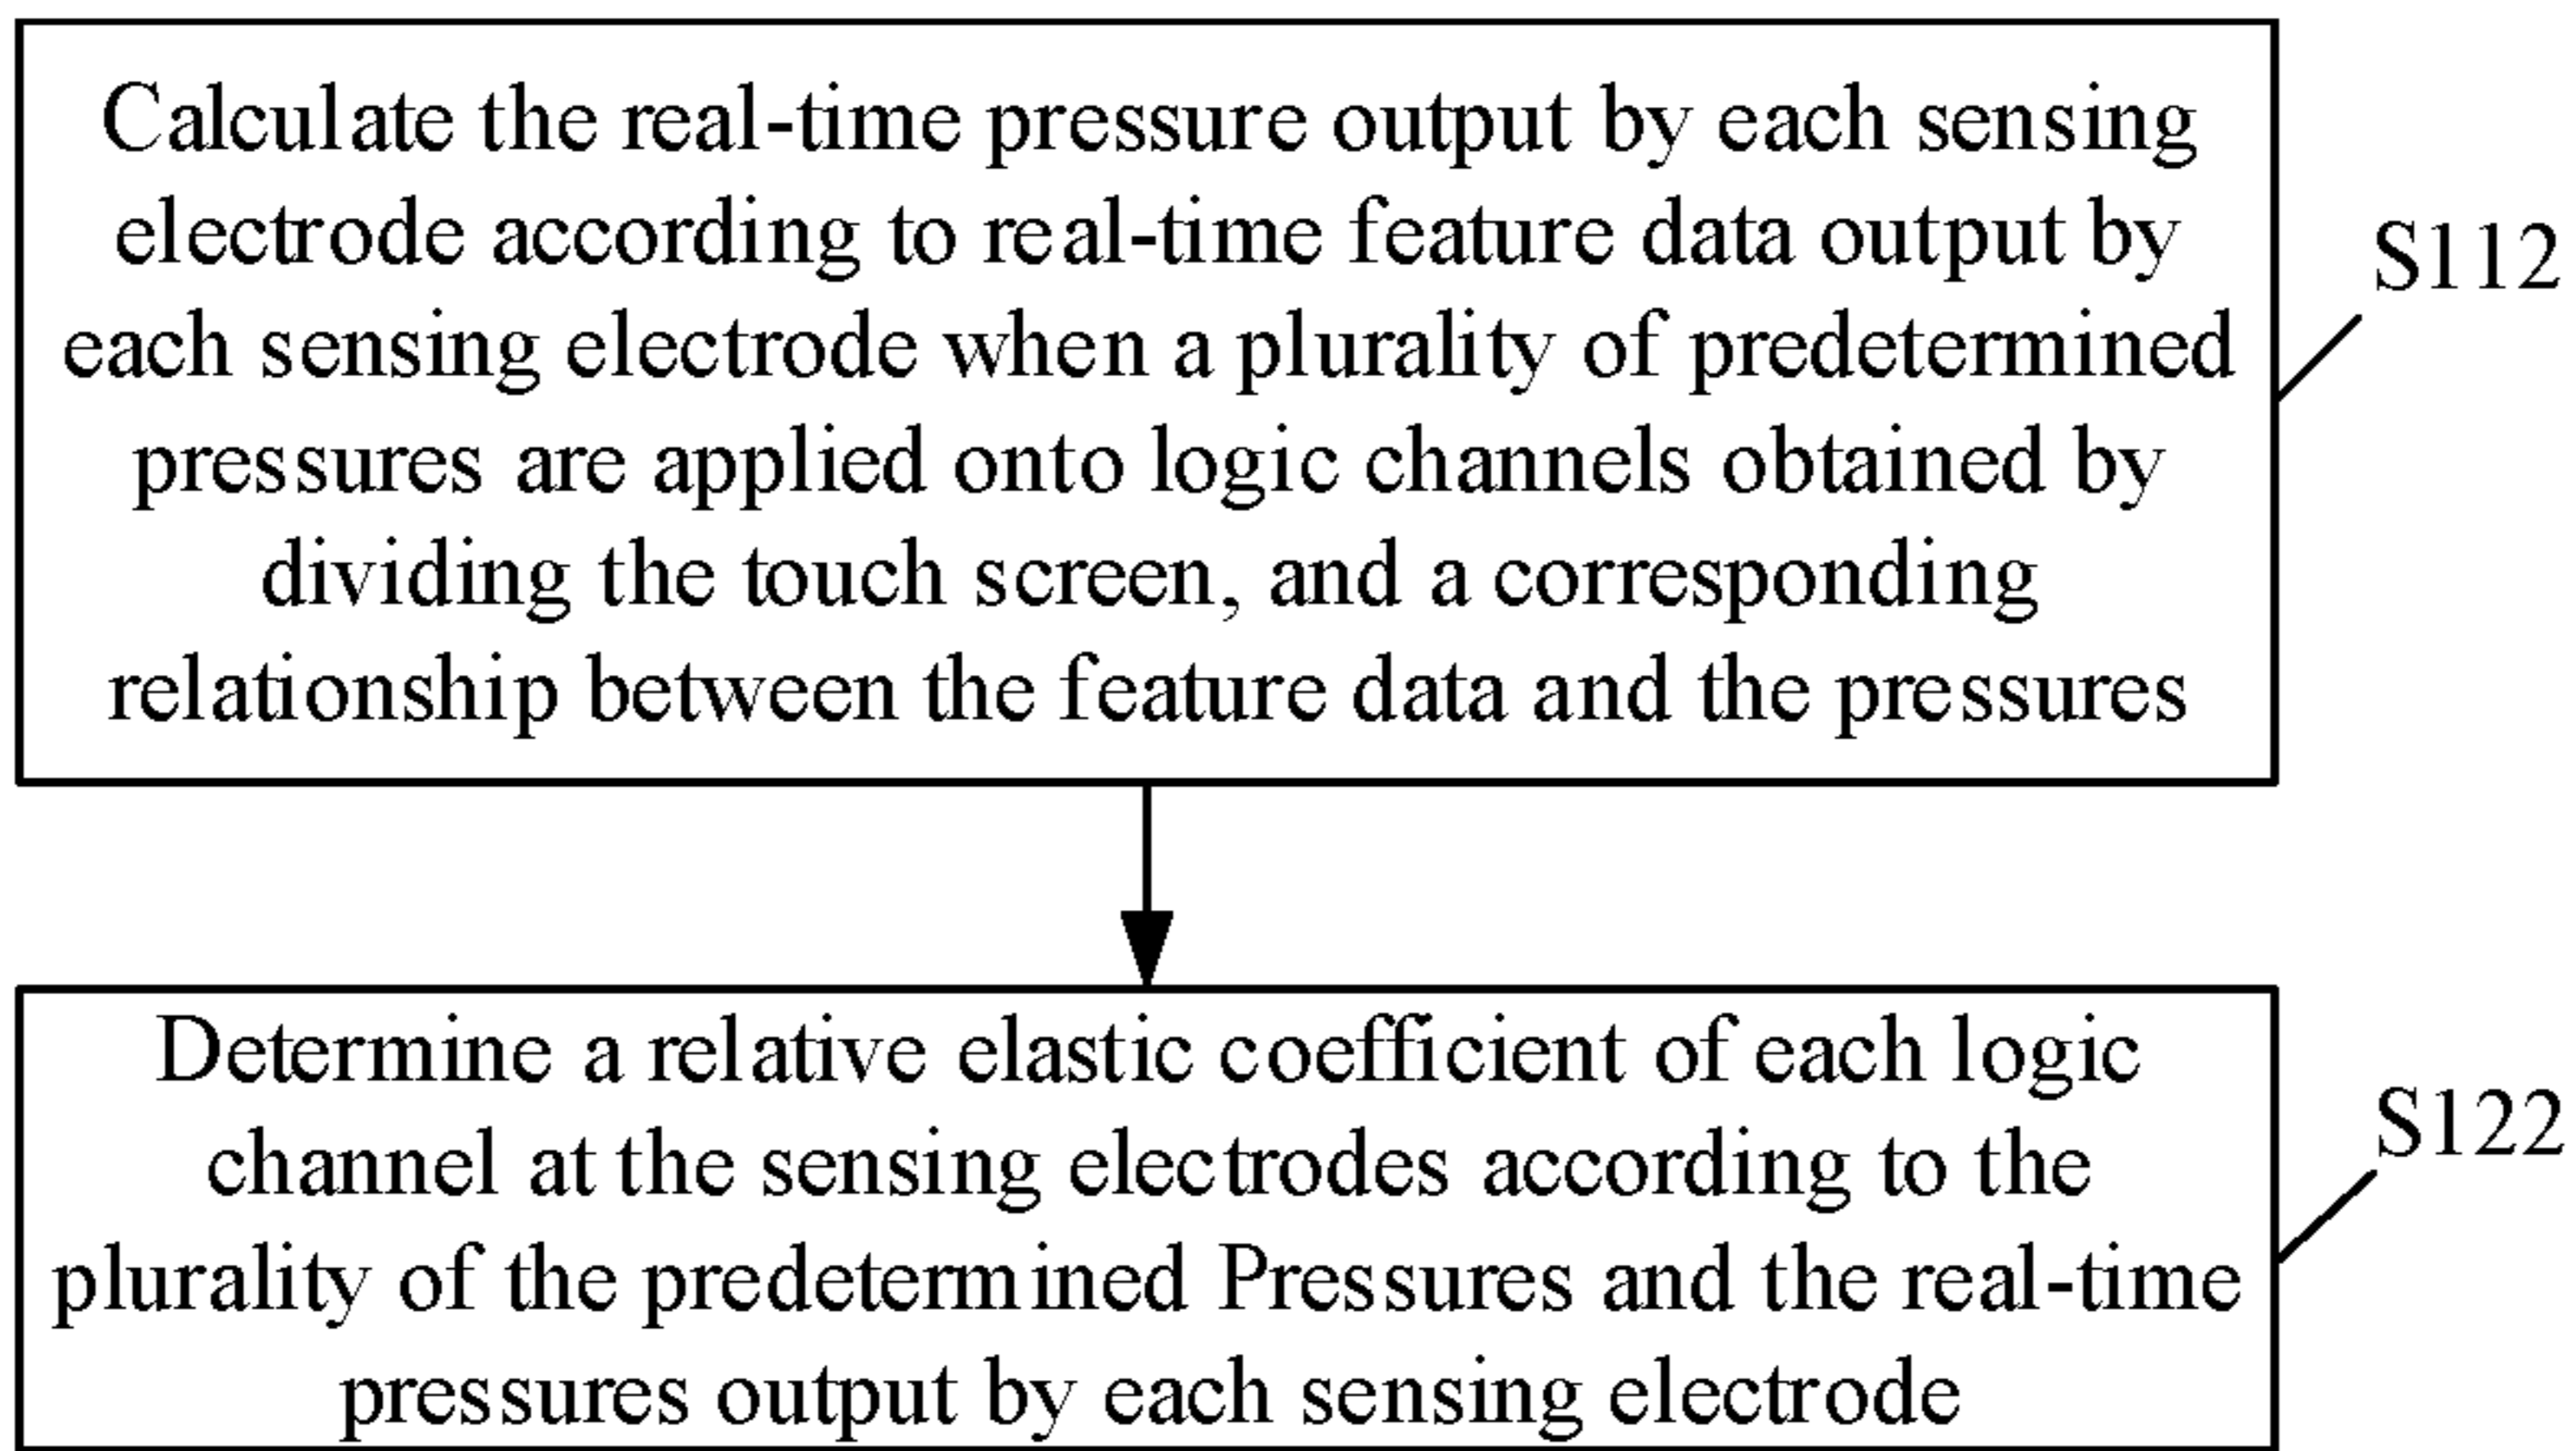 Calculate the real-time pressure output by each sensing
electrode according to real-time feature data output by
each sensing electrode when a plurality of predetermined
pressures are applied onto logic channels obtained by
dividing the touch screen, and a corresponding
relationship between the feature data and the pressures
S112
Determine a relative elastic coefficient of each logic
channel at the sensing electrodes according to the
plurality of the predetermined Pressures and the real-time
pressures output by each sensing electrode
S122